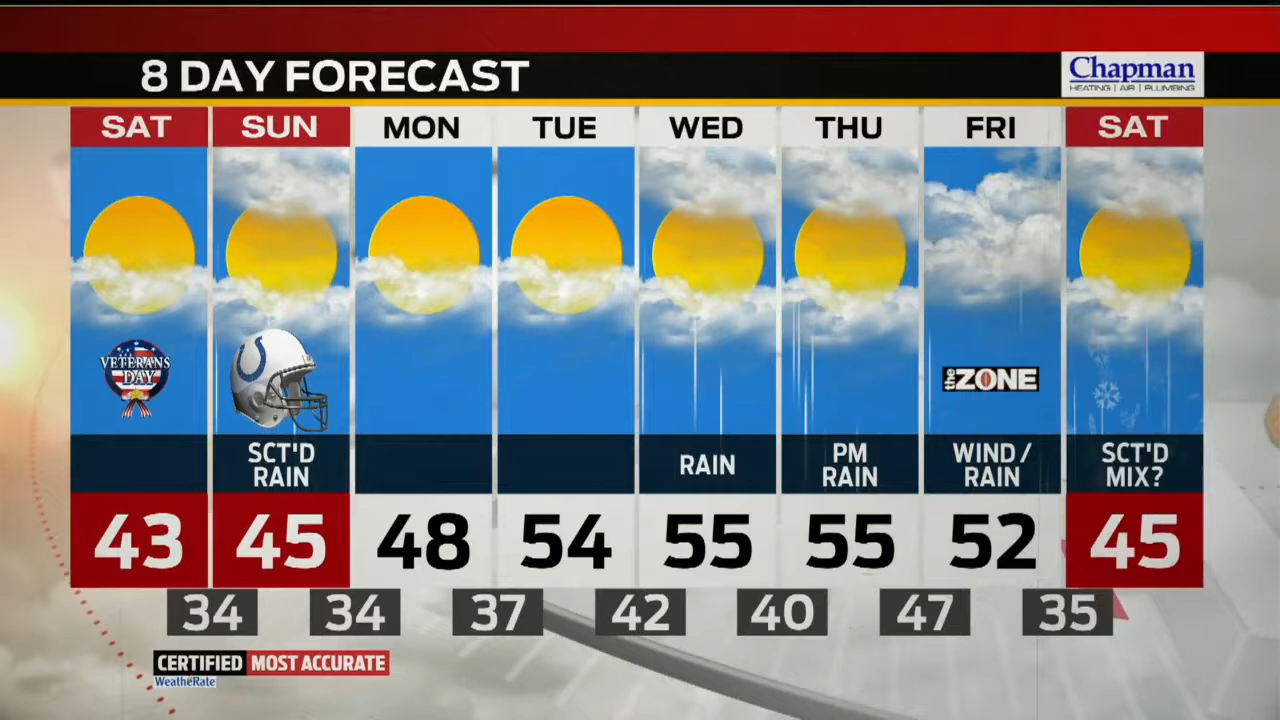 8 DAY FORECAST
Chapman
HEATING | AIR | PLUMBING
SAT
SUN
MON
TUE
WED
THU
FRI
SAT
VETERANS
DAY
the ZONE
SCT'D
RAIN
RAIN
PM
RAIN
WIND /
RAIN
SCT'D
MIX?
43
45
48
54
55
55
52
45
34
34
37
42
40
47
35
CERTIFIED MOST ACCURATE
WeatheRate